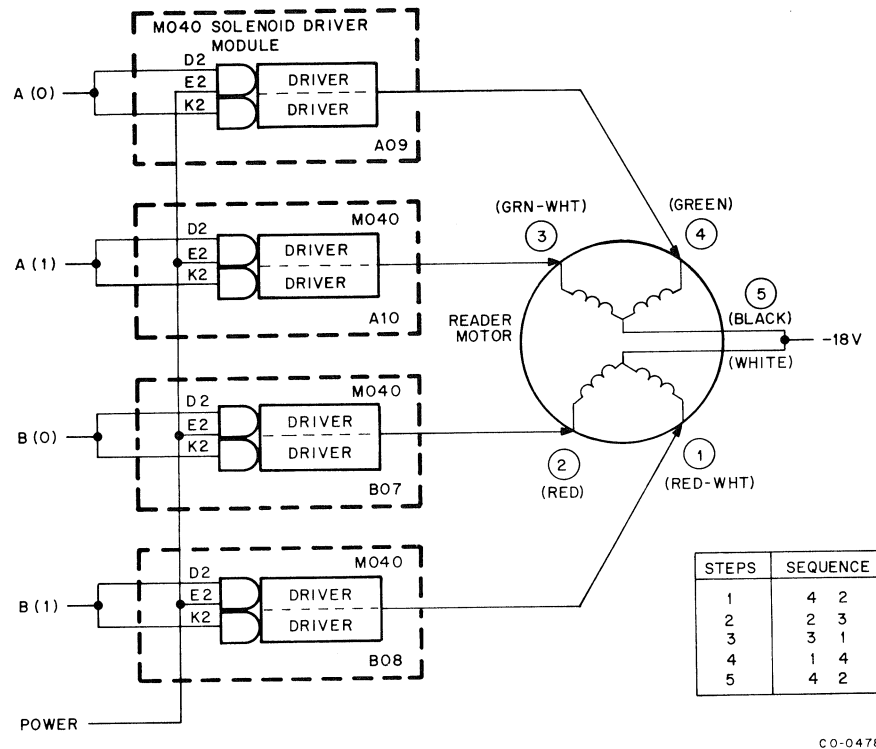 M040 SOLENOID DRIVER
MODULE
D2
E2
K2
DRIVER
DRIVER
A (0)
A09
M040
D2
E2
K2
DRIVER
DRIVER
A (1)
A10
M040
D2
E2
K2
DRIVER
DRIVER
B (0)
B07
M040
D2
E2
K2
DRIVER
DRIVER
B (1)
B08
POWER
(GRN-WHT)
3
(GREEN)
4
READER
MOTOR
5
(BLACK)
-18V
(WHITE)
2
(RED)
1
(RED-WHT)
STEPS SEQUENCE
1 4 2
2 2 3
3 3 1
4 1 4
5 4 2
CO-0478